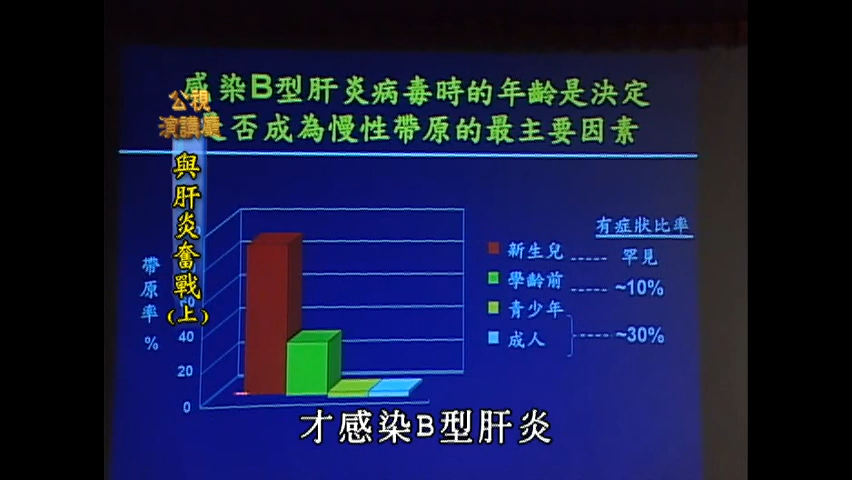 感染B型肝炎病毒時的年齡是決定
是否成為慢性帶原的最主要因素
公視
演講廳
與肝炎奮戰(上)
帶原率%
40
20
0
有症狀比率
新生兒 ----- 罕見
學齡前 ----- ~10%
青少年
成人 ----- ~30%
才感染B型肝炎